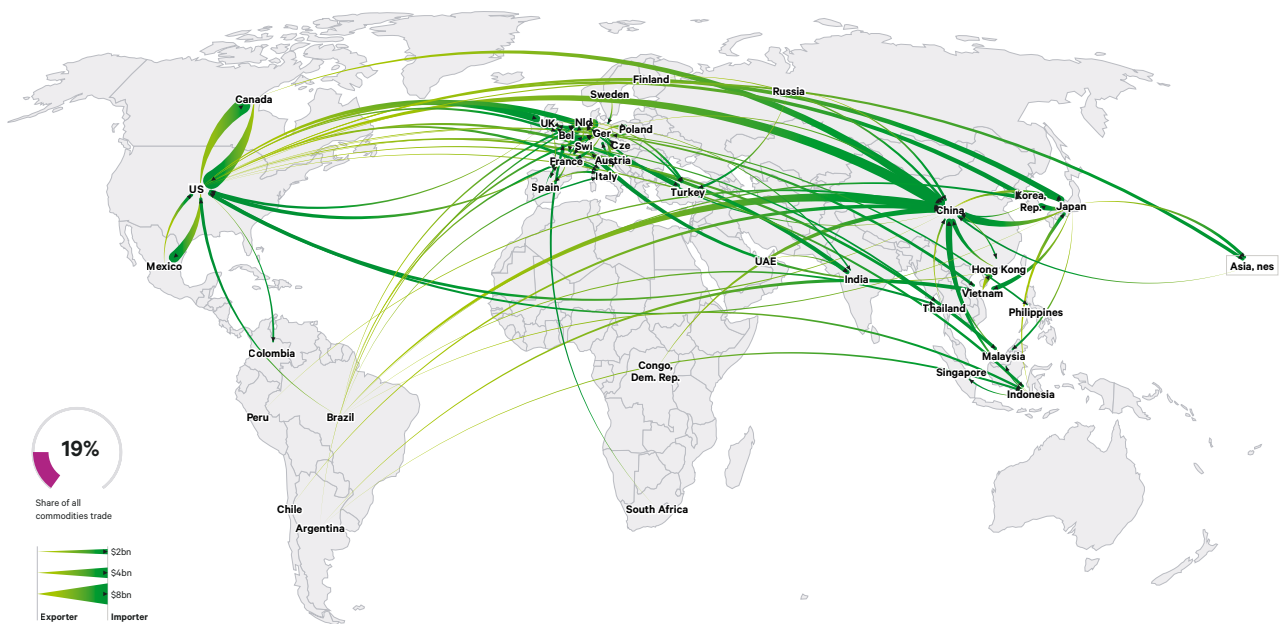 Finland
Russia
Sweden
Canada
UK
Nld
Ger
Poland
Bel
Swi
Cze
France
Austria
Italy
Spain
Turkey
US
Korea,
Rep.
Japan
China
Mexico
UAE
India
Hong Kong
Asia, nes
Vietnam
Thailand
Philippines
Colombia
Malaysia
Congo,
Dem. Rep.
Singapore
Indonesia
Peru
Brazil
19%
Share of all
commodities trade
Chile
South Africa
Argentina
$2bn
$4bn
$8bn
Exporter
Importer